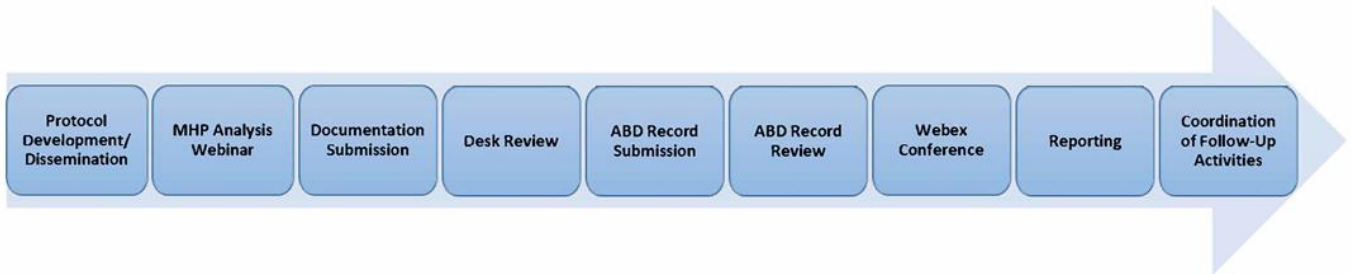 Protocol
Development/
Dissemination
MHP Analysis
Webinar
Documentation
Submission
Desk Review
ABD Record
Submission
ABD Record
Review
Webex
Conference
Reporting
Coordination
of Follow-Up
Activities